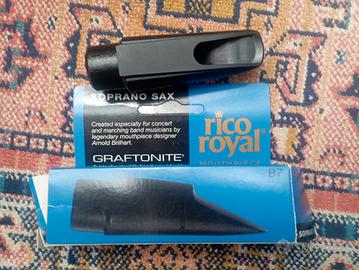 SOPRANO SAX
Created especially for concert
and marching band musicians by
legendary mouthpiece designer
Arnold Brilhart.
GRAFTONITE
rico
royal®
MOUTHPIECE
B7